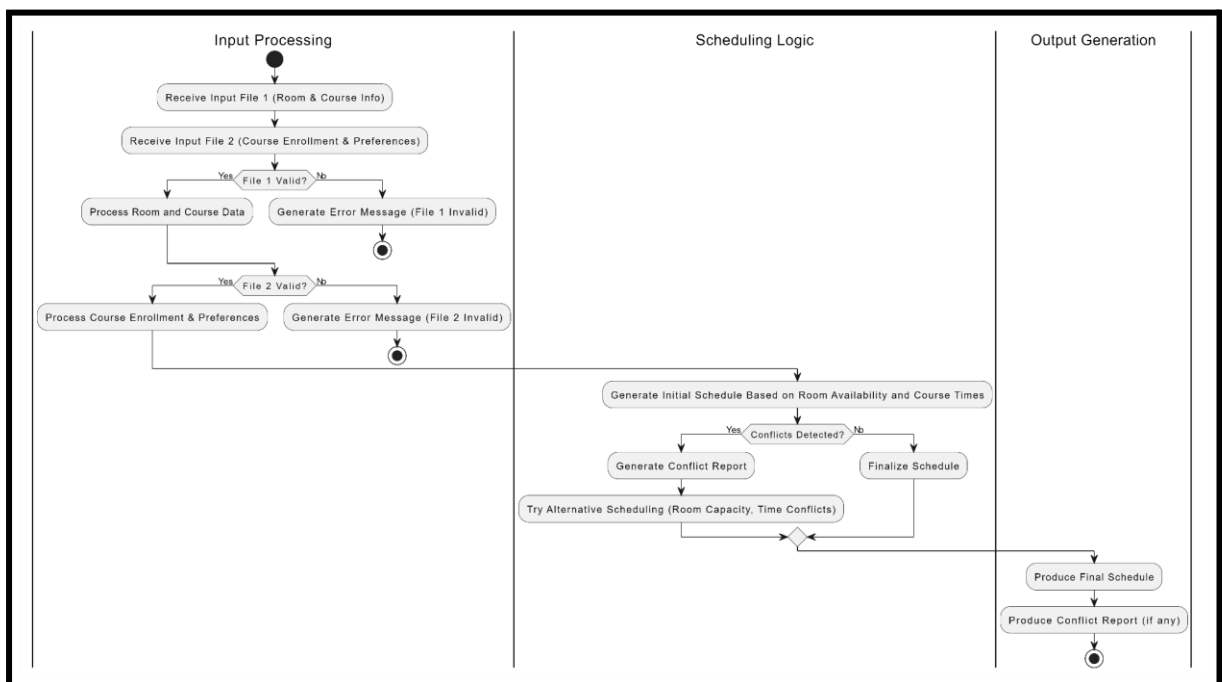 Input Processing
Scheduling Logic
Output Generation
Receive Input File 1 (Room & Course Info)
Receive Input File 2 (Course Enrollment & Preferences)
Yes
File 1 Valid?
No
Process Room and Course Data
Generate Error Message (File 1 Invalid)
Yes
File 2 Valid?
No
Process Course Enrollment & Preferences
Generate Error Message (File 2 Invalid)
Generate Initial Schedule Based on Room Availability and Course Times
Yes
Conflicts Detected?
No
Generate Conflict Report
Finalize Schedule
Try Alternative Scheduling (Room Capacity, Time Conflicts)
Produce Final Schedule
Produce Conflict Report (if any)